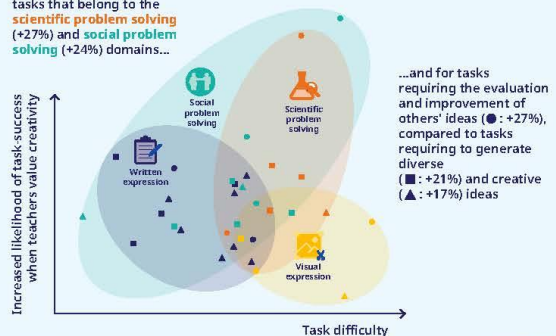 tasks that belong to the
scientific problem solving
(+27%) and social problem
solving (+24%) domains...
Social
problem
solving
Scientific
problem
solving
Written
expression
Visual
expression
...and for tasks
requiring the evaluation
and improvement of
others' ideas (● : +27%),
compared to tasks
requiring to generate
diverse
(■ : +21%) and creative
(▲ : +17%) ideas
Increased likelihood of task-success
when teachers value creativity
Task difficulty